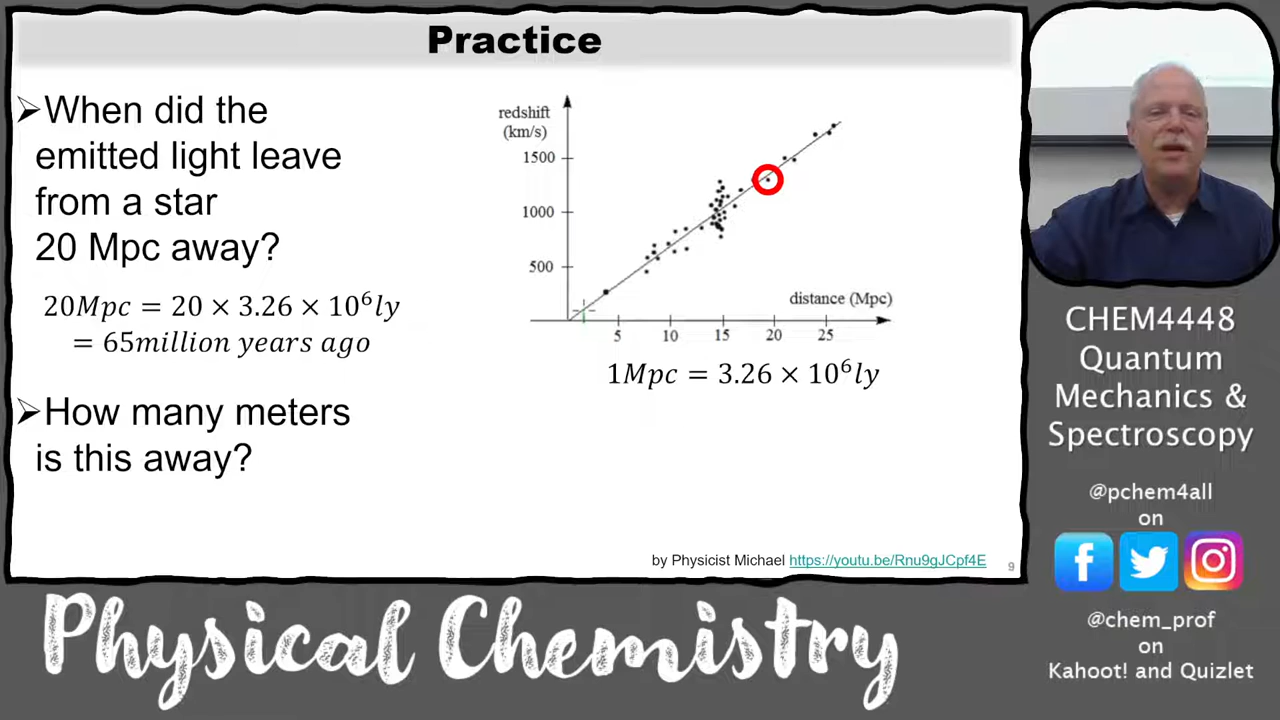 Practice
➢When did the
emitted light leave
from a star
20 Mpc away?
20Mpc = 20 × 3.26 × 10⁶ly
= 65million years ago
➢How many meters
is this away?
redshift
(km/s)
1500
1000
500
distance (Mpc)
5 10 15 20 25
1Mpc = 3.26 × 10⁶ly
by Physicist Michael https://youtu.be/Rnu9gJCpf4E
9
CHEM4448
Quantum
Mechanics &
Spectroscopy
@pchem4all
on
@chem_prof
on
Kahoot! and Quizlet
Physical Chemistry